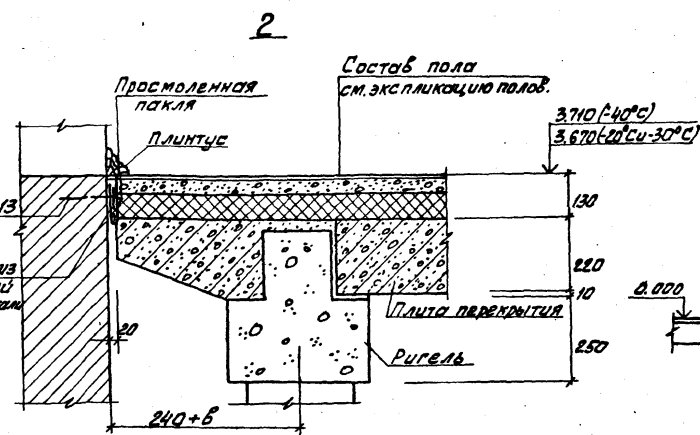 2
Просмоленная
пакля
Плинтус
Состав пола
см. экспликацию полов.
3.710 (-40°С)
3.670 (-20°С и -30°С)
13
130
из
220
10
0.000
Плита перекрытия
20
250
Ригель
240+в